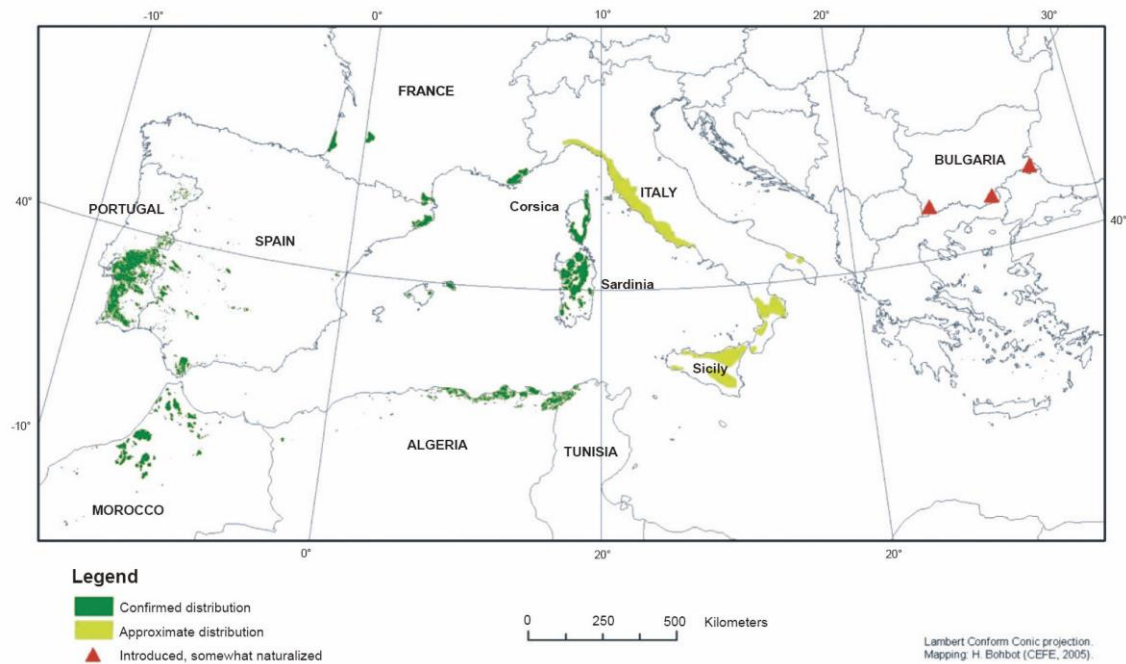 -10°
0°
10°
20°
30°
FRANCE
BULGARIA
ITALY
Corsica
40°
PORTUGAL
SPAIN
40°
Sardinia
Sicily
-10°
ALGERIA
TUNISIA
MOROCCO
0°
20°
20°
Legend
Confirmed distribution
Approximate distribution
Introduced, somewhat naturalized
0 250 500 Kilometers
Lambert Conform Conic projection.
Mapping: H. Bohbot (CEFE, 2005).